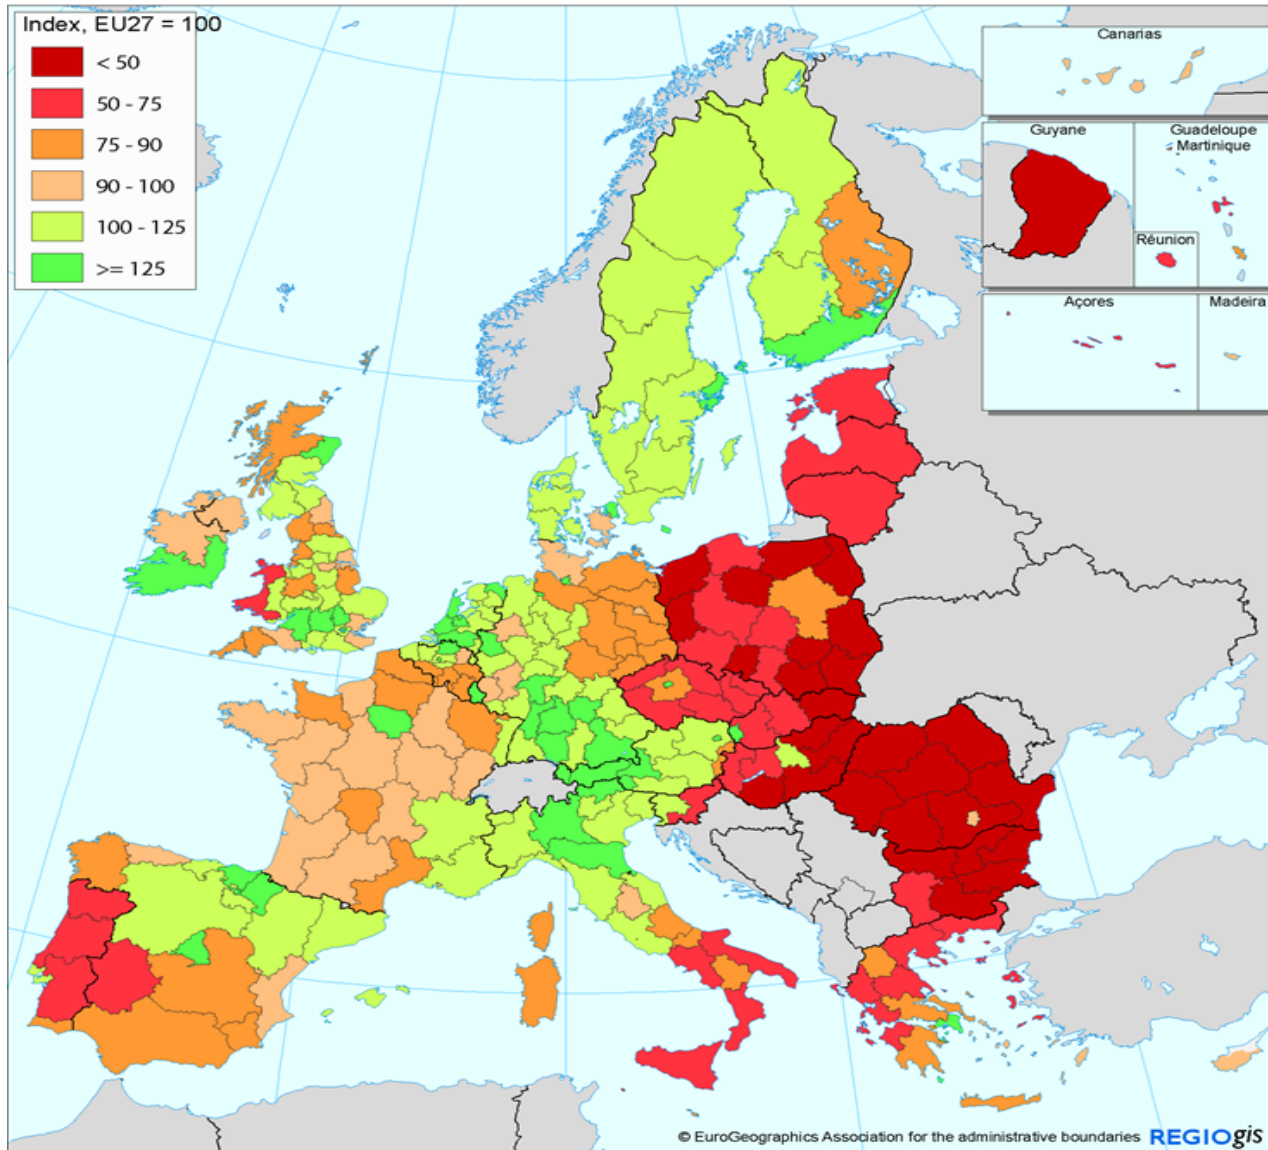 Index, EU27 = 100
< 50
50 - 75
75 - 90
90 - 100
100 - 125
>= 125
Canarias
Guyane
Guadeloupe
Martinique
Réunion
Açores
Madeira
© EuroGeographics Association for the administrative boundaries REGIOgis